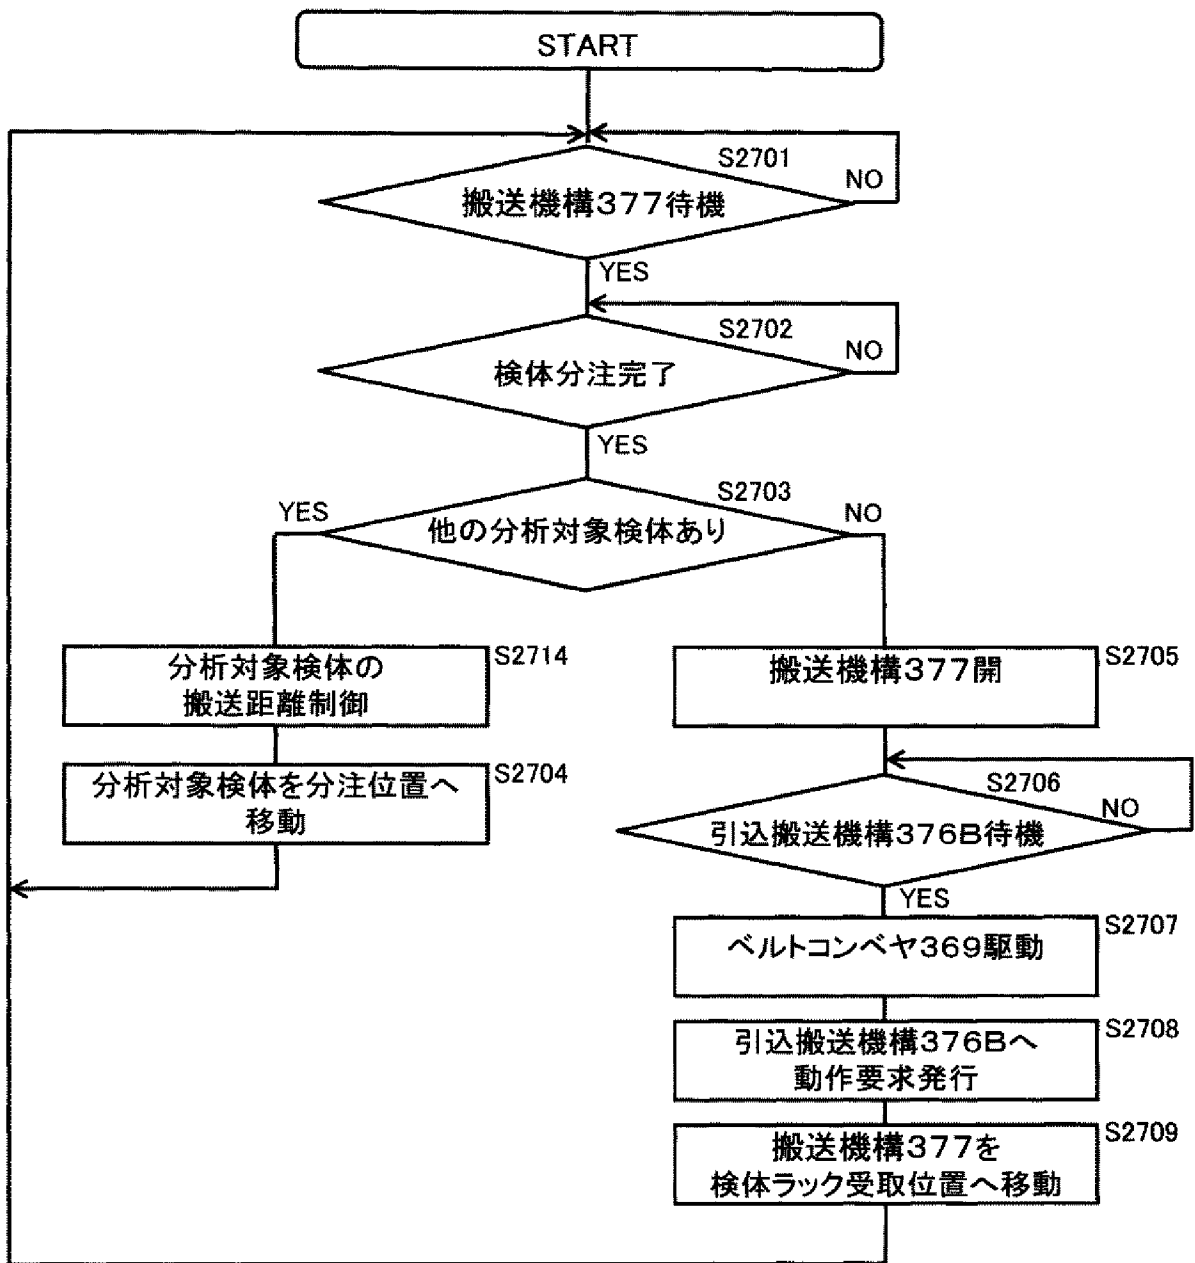 START
S2701
搬送機構377待機
NO
YES
S2702
検体分注完了
NO
YES
S2703
YES
他の分析対象検体あり
NO
分析対象検体の
搬送距離制御
S2714
搬送機構377開
S2705
分析対象検体を分注位置へ
移動
S2704
S2706
引込搬送機構376B待機
NO
YES
ベルトコンベヤ369駆動
S2707
引込搬送機構376Bへ
動作要求発行
S2708
搬送機構377を
検体ラック受取位置へ移動
S2709